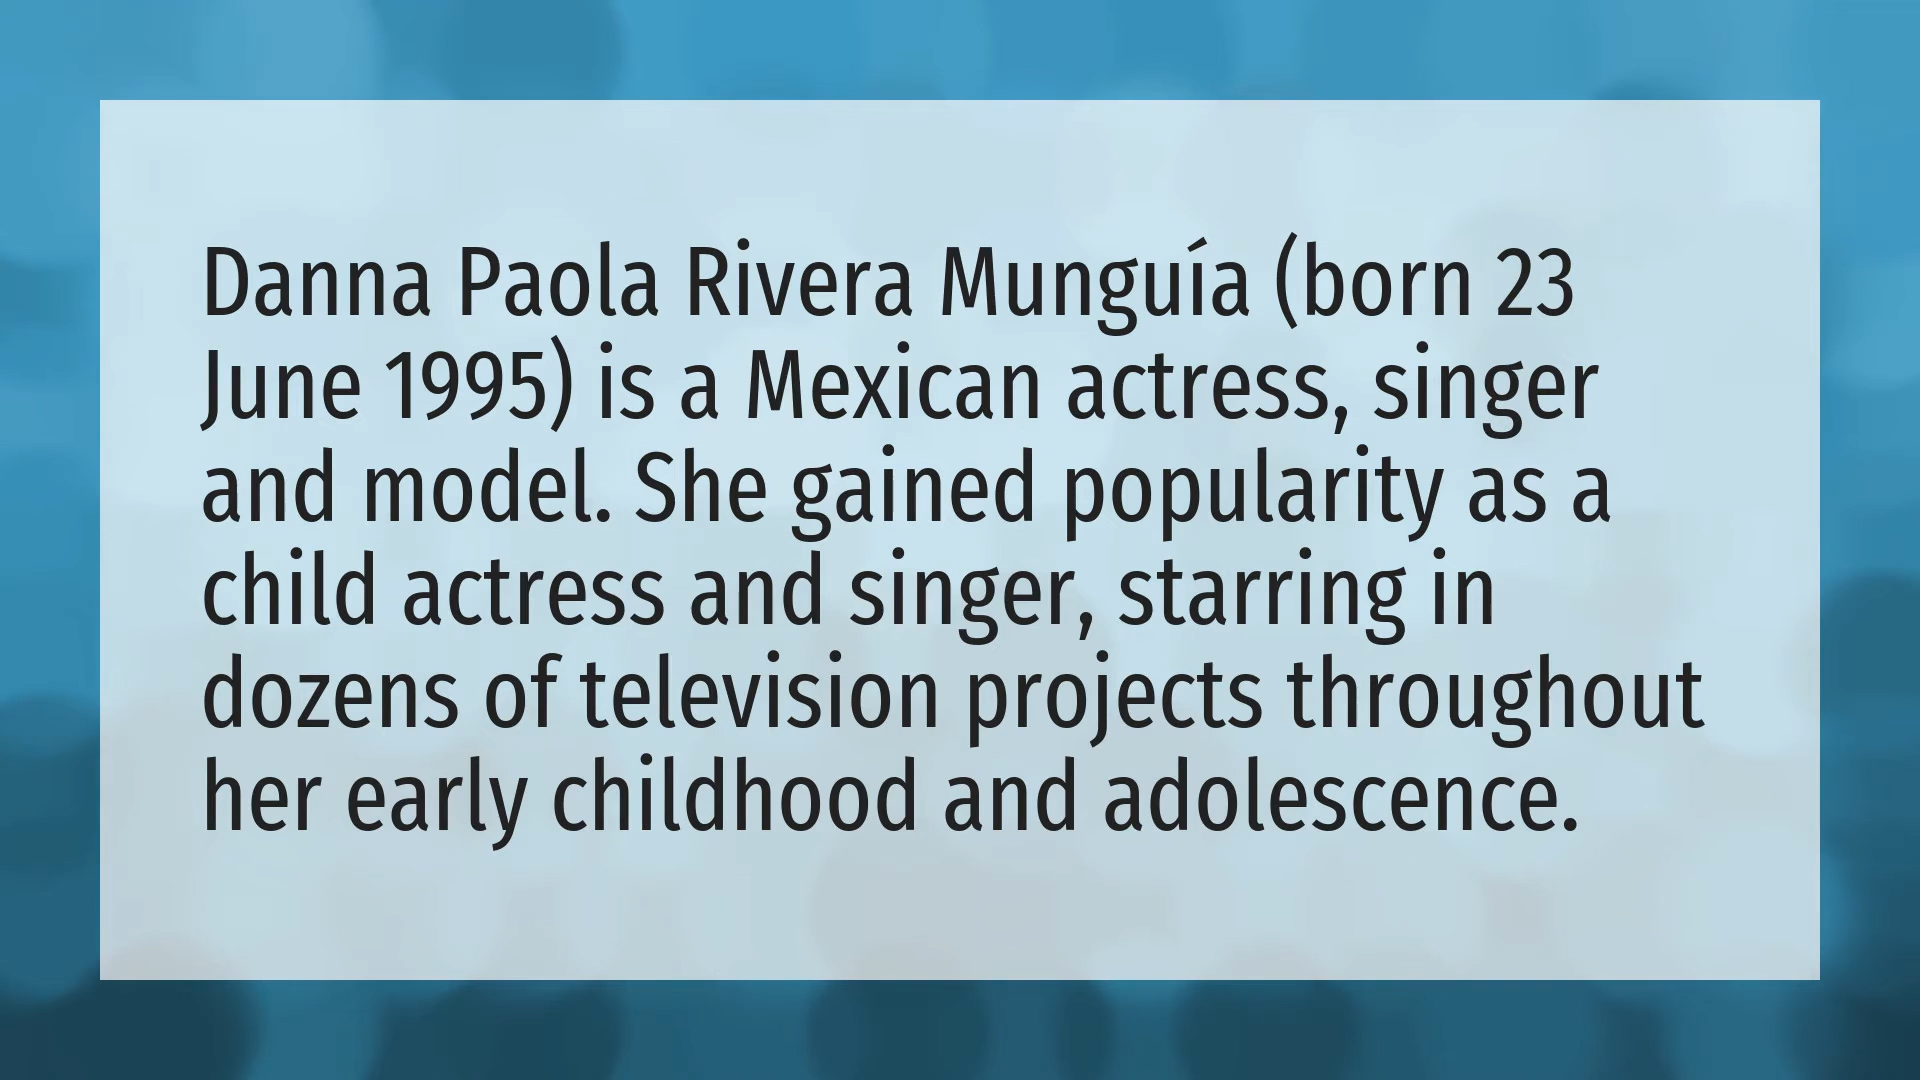 Danna Paola Rivera Munguía (born 23
June 1995) is a Mexican actress, singer
and model. She gained popularity as a
child actress and singer, starring in
dozens of television projects throughout
her early childhood and adolescence.